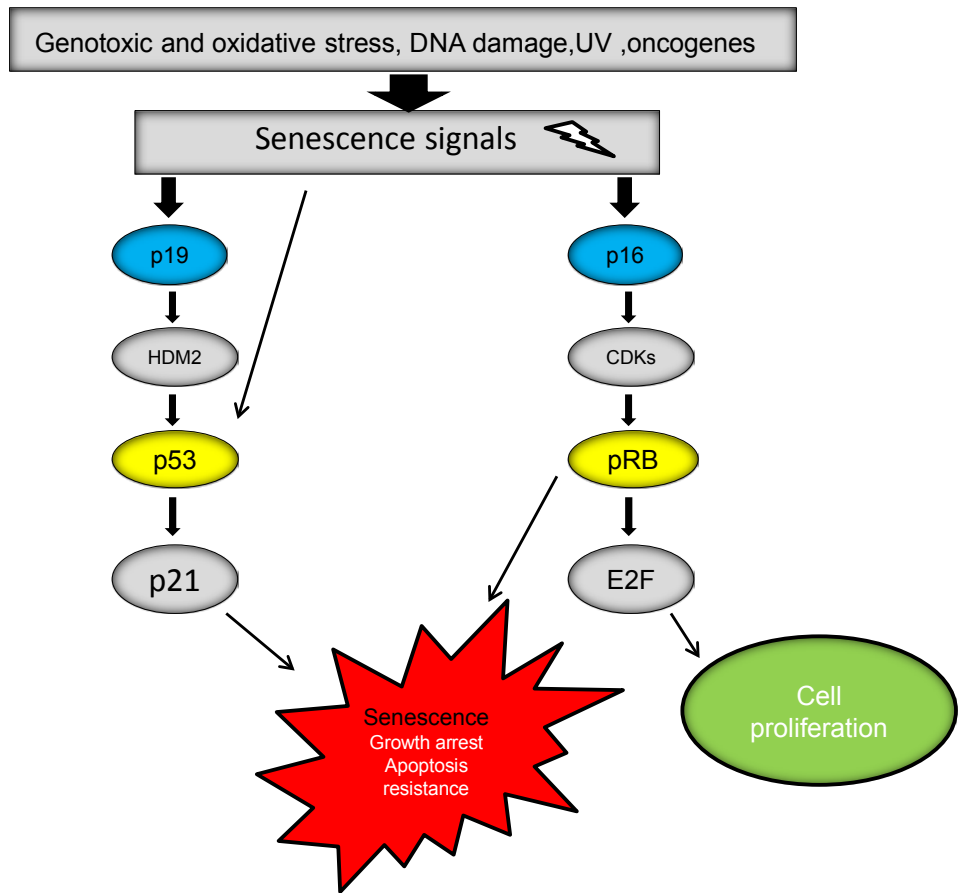 Genotoxic and oxidative stress, DNA damage,UV ,oncogenes
Senescence signals
p19
p16
HDM2
CDKs
p53
pRB
p21
E2F
Senescence
Growth arrest
Apoptosis
resistance
Cell
proliferation